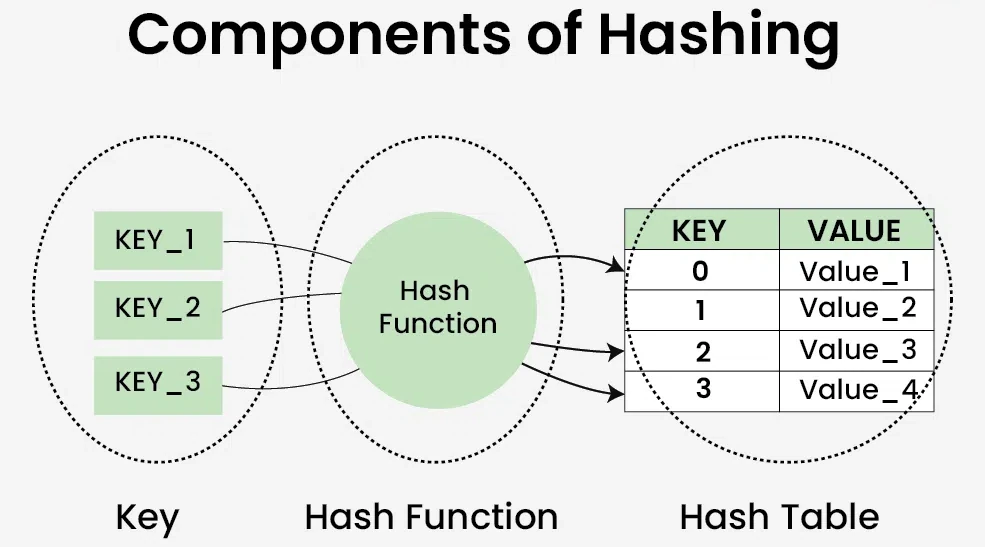 Components of Hashing
KEY_1
KEY_2
KEY_3
Hash
Function
KEY VALUE
0 Value_1
1 Value_2
2 Value_3
3 Value_4
Key Hash Function Hash Table